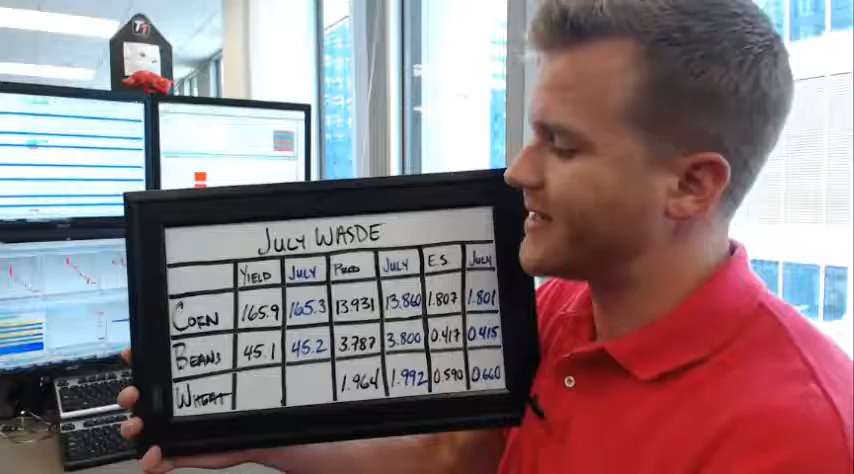 JULY WASDE
YIELD JULY PROD JULY E.S. JULY
CORN 165.9 165.3 13.931 13.860 1.807 1.801
BEANS 45.1 45.2 3.787 3.800 0.417 0.415
WHEAT 1.964 1.992 0.590 0.660